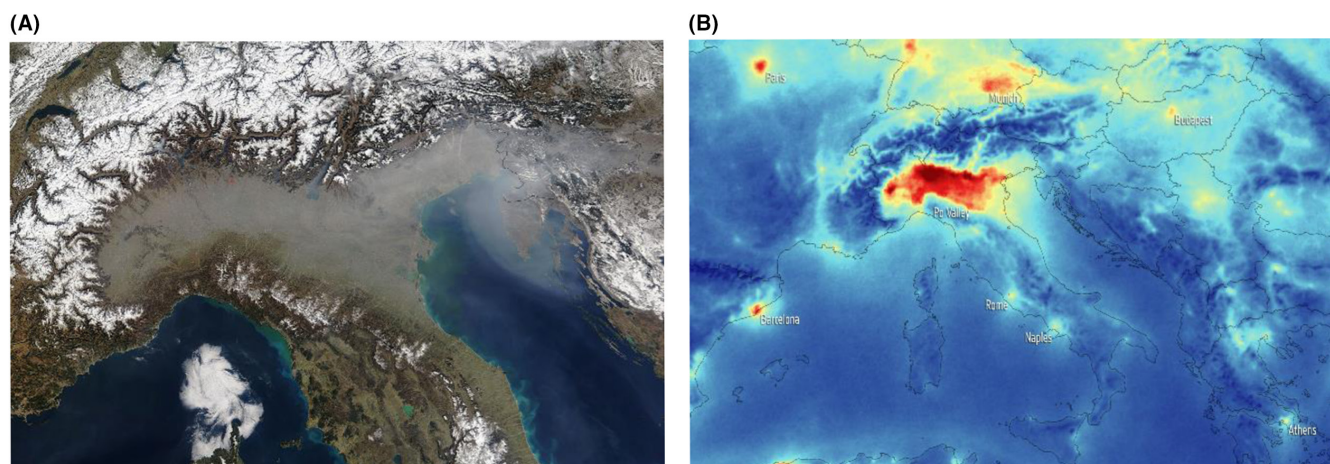 (A)
(B)
Paris
Munich
Budapest
Po Valley
Barcelona
Rome
Naples
Athens